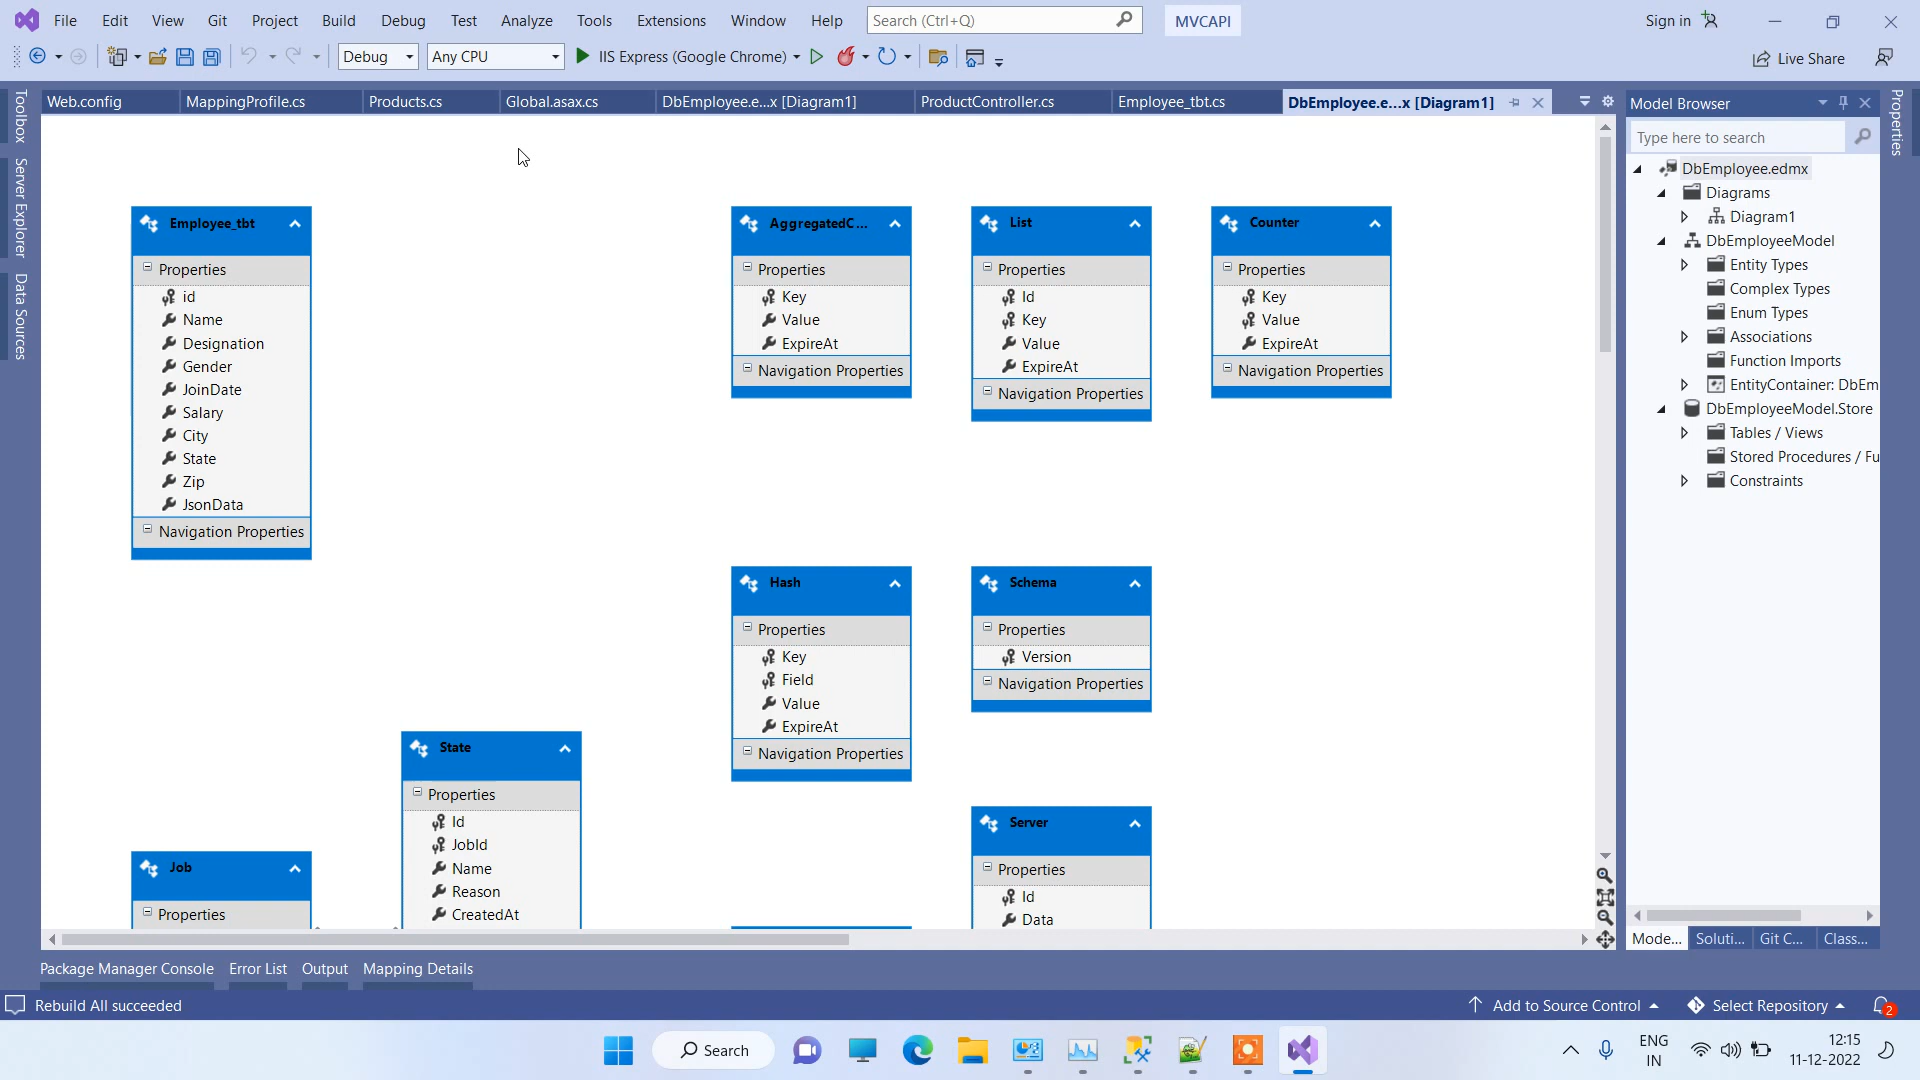 File Edit View Git Project Build Debug Test Analyze Tools Extensions Window Help Search (Ctrl+Q) MVCAPI Sign in
Debug Any CPU IIS Express (Google Chrome) Live Share
Web.config MappingProfile.cs Products.cs Global.asax.cs DbEmployee.e...x [Diagram1] ProductController.cs Employee_tbt.cs DbEmployee.e...x [Diagram1]
Toolbox
Server Explorer
Data Sources
Employee_tbt
Properties
id
Name
Designation
Gender
JoinDate
Salary
City
State
Zip
JsonData
Navigation Properties
AggregatedC...
Properties
Key
Value
ExpireAt
Navigation Properties
List
Properties
Id
Key
Value
ExpireAt
Navigation Properties
Counter
Properties
Key
Value
ExpireAt
Navigation Properties
Hash
Properties
Key
Field
Value
ExpireAt
Navigation Properties
Schema
Properties
Version
Navigation Properties
State
Properties
Id
JobId
Name
Reason
CreatedAt
Job
Properties
Server
Properties
Id
Data
Model Browser
Type here to search
DbEmployee.edmx
Diagrams
Diagram1
DbEmployeeModel
Entity Types
Complex Types
Enum Types
Associations
Function Imports
EntityContainer: DbEm
DbEmployeeModel.Store
Tables / Views
Stored Procedures / Fu
Constraints
Mode... Soluti... Git C... Class...
Properties
Package Manager Console Error List Output Mapping Details
Rebuild All succeeded Add to Source Control Select Repository 2
Search
ENG
IN
12:15
11-12-2022